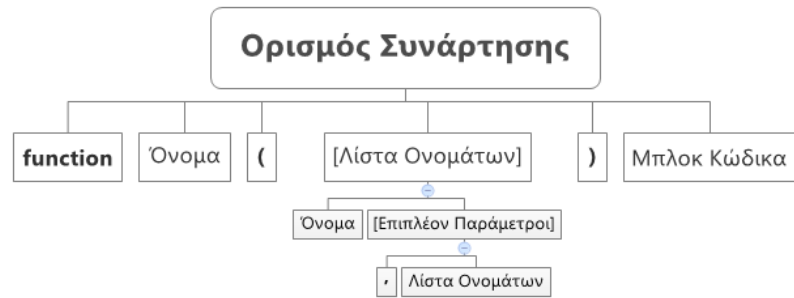 Ορισμός Συνάρτησης
function Όνομα ( [Λίστα Ονομάτων] ) Μπλοκ Κώδικα
Όνομα [Επιπλέον Παράμετροι]
, Λίστα Ονομάτων